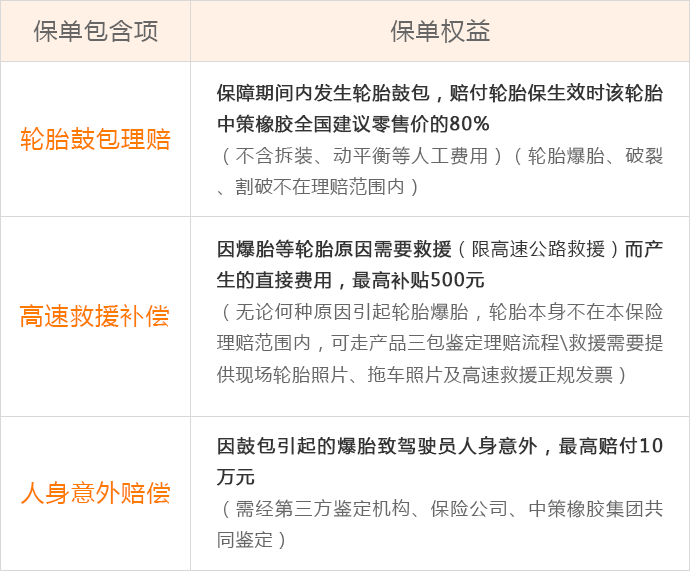 保单包含项
保单权益
轮胎鼓包理赔
保障期间内发生轮胎鼓包，赔付轮胎保生效时该轮胎
中策橡胶全国建议零售价的80%
（不含拆装、动平衡等人工费用）（轮胎爆胎、破裂
、割破不在理赔范围内）
高速救援补偿
因爆胎等轮胎原因需要救援（限高速公路救援）而产
生的直接费用，最高补贴500元
（无论何种原因引起轮胎爆胎，轮胎本身不在本保险
理赔范围内，可走产品三包鉴定理赔流程\救援需要提
供现场轮胎照片、拖车照片及高速救援正规发票）
人身意外赔偿
因鼓包引起的爆胎致驾驶员人身意外，最高赔付10
万元
（需经第三方鉴定机构、保险公司、中策橡胶集团共
同鉴定）